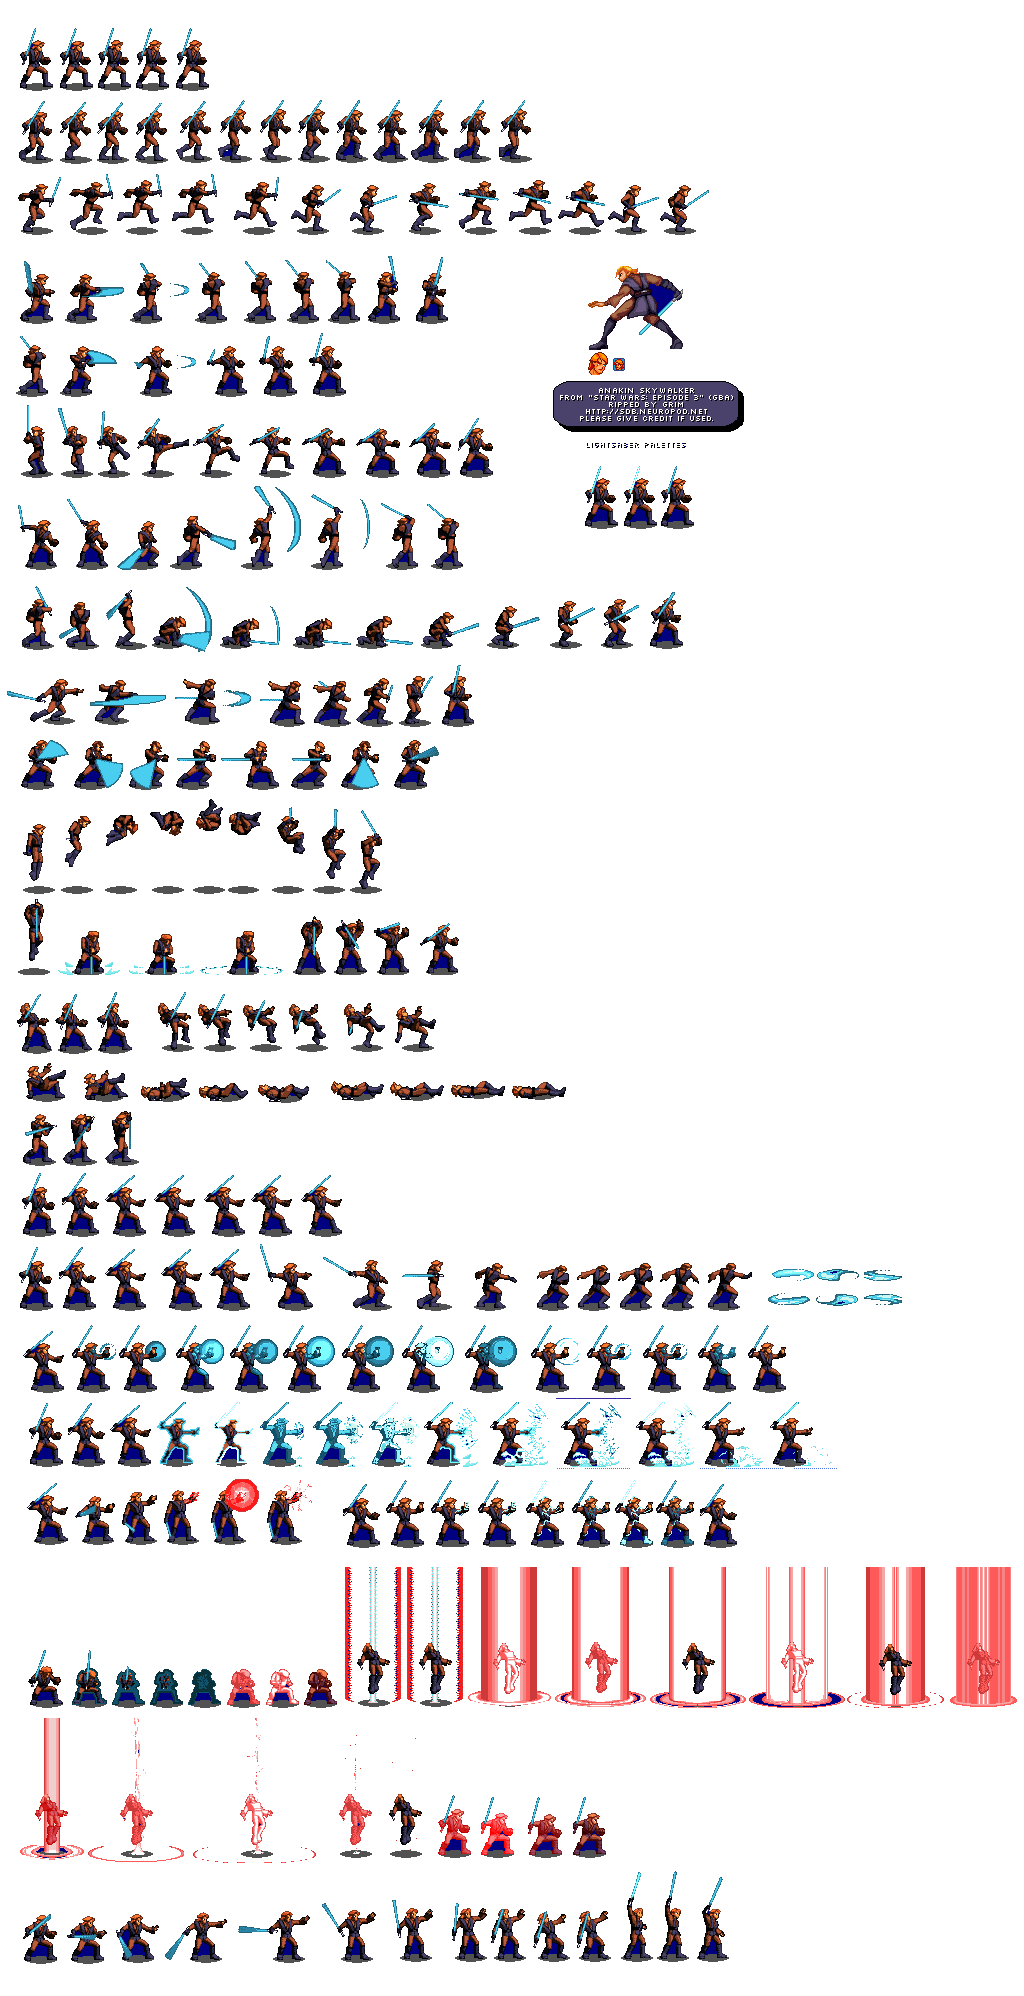 ANAKIN SKYWALKER
FROM "STAR WARS: EPISODE 3" (GBA)
RIPPED BY GRIM
HTTP://SDB.NEUROPOD.NET
PLEASE GIVE CREDIT IF USED.
LIGHTSABER PALETTES